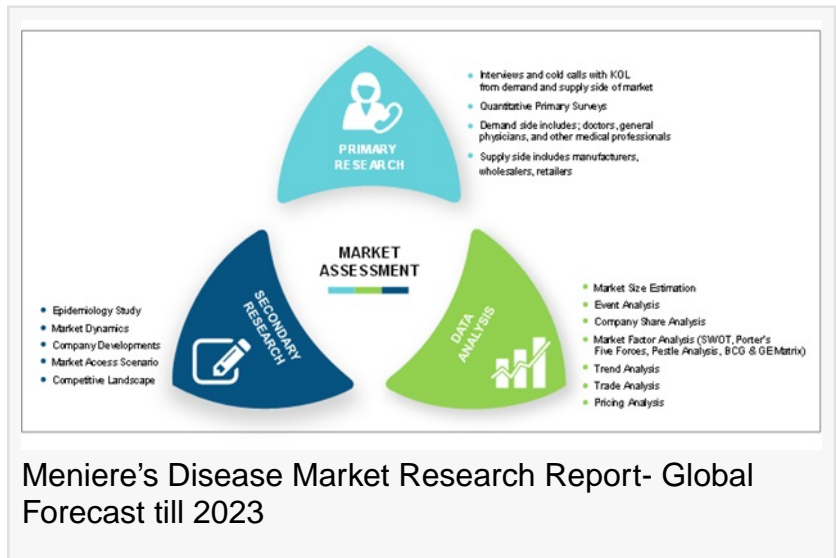 PRIMARY
RESEARCH
Interviews and cold calls with KOL
from demand and supply side of market
Quantitative Primary Surveys
Demand side includes; doctors, general
physicians, and other medical professionals
Supply side includes manufacturers,
wholesalers, retailers
MARKET
ASSESSMENT
SECONDARY
RESEARCH
Epidemiology Study
Market Dynamics
Company Developments
Market Access Scenario
Competitive Landscape
DATA
ANALYSIS
Market Size Estimation
Event Analysis
Company Share Analysis
Market Factor Analysis (SWOT, Porter's
Five Forces, Pestle Analysis, BCG & GEMatrix)
Trend Analysis
Trade Analysis
Pricing Analysis
Meniere’s Disease Market Research Report- Global
Forecast till 2023